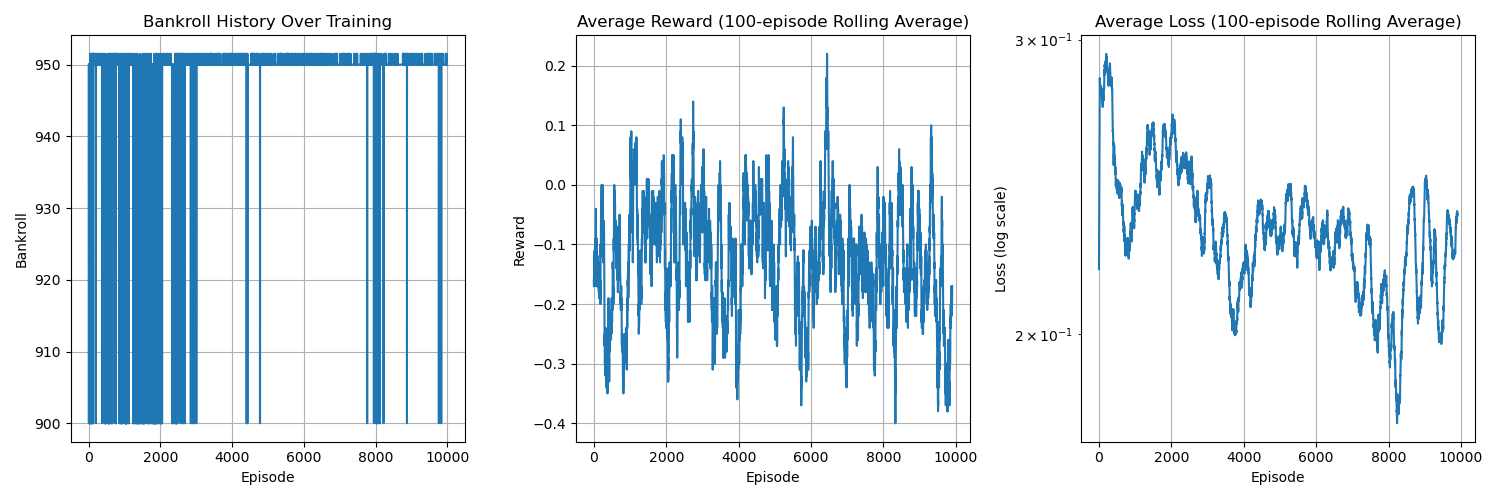 Bankroll History Over Training
950
940
930
920
910
900
Bankroll
0 2000 4000 6000 8000 10000
Episode
Average Reward (100-episode Rolling Average)
0.2
0.1
0.0
−0.1
−0.2
−0.3
−0.4
Reward
0 2000 4000 6000 8000 10000
Episode
Average Loss (100-episode Rolling Average)
3 × 10⁻¹
2 × 10⁻¹
Loss (log scale)
0 2000 4000 6000 8000 10000
Episode